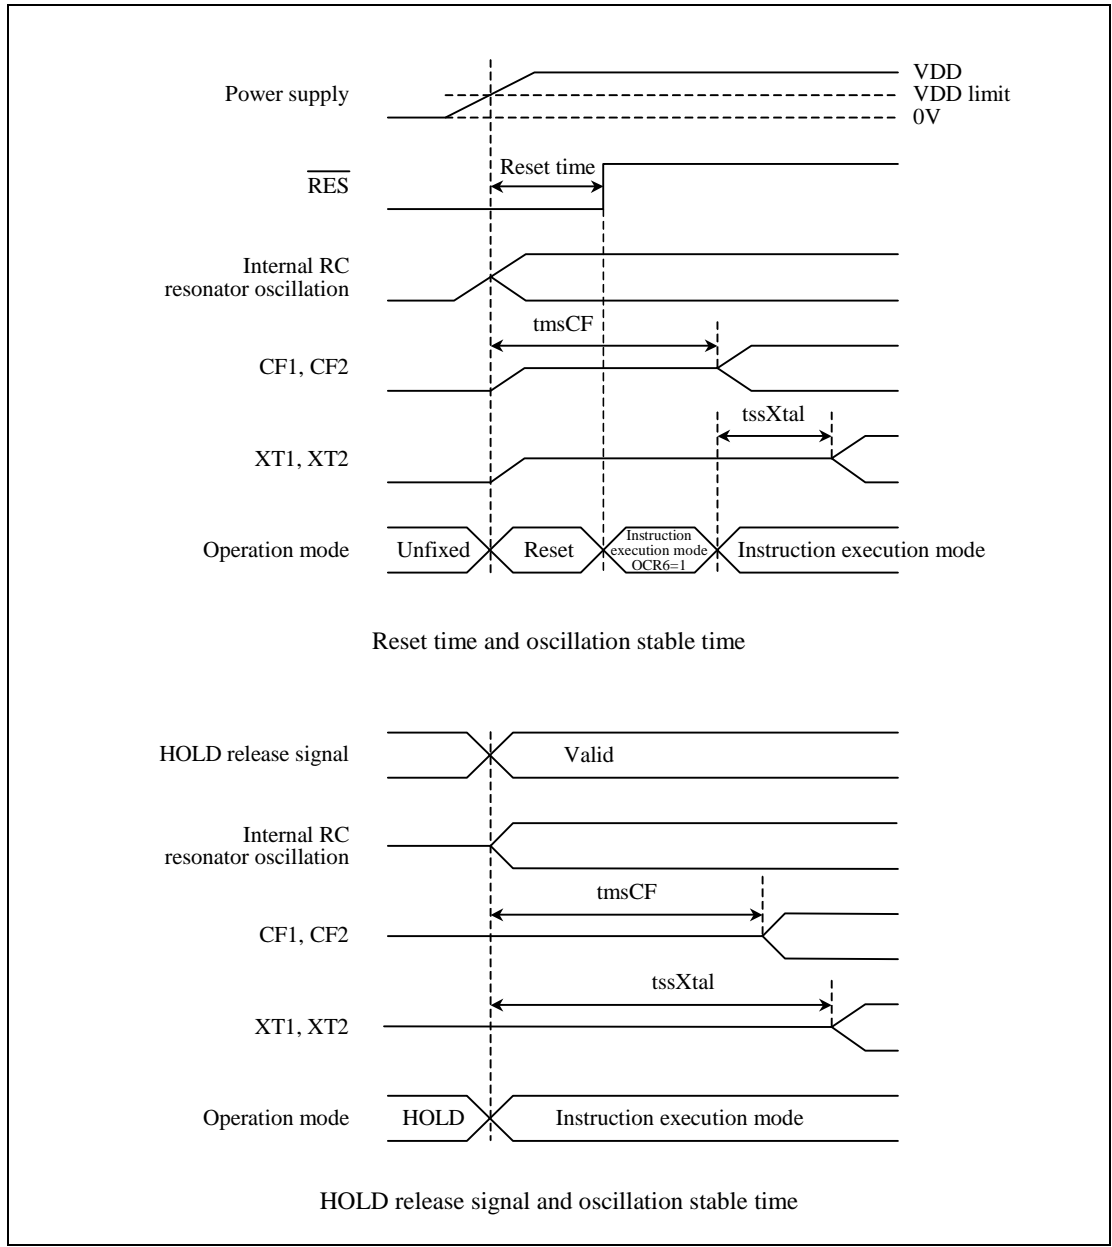 VDD
Power supply
VDD limit
0V
Reset time
RES
Internal RC
resonator oscillation
tmsCF
CF1, CF2
tssXtal
XT1, XT2
Operation mode
Unfixed
Reset
Instruction
execution mode
OCR6=1
Instruction execution mode
Reset time and oscillation stable time
HOLD release signal
Valid
Internal RC
resonator oscillation
tmsCF
CF1, CF2
tssXtal
XT1, XT2
Operation mode
HOLD
Instruction execution mode
HOLD release signal and oscillation stable time